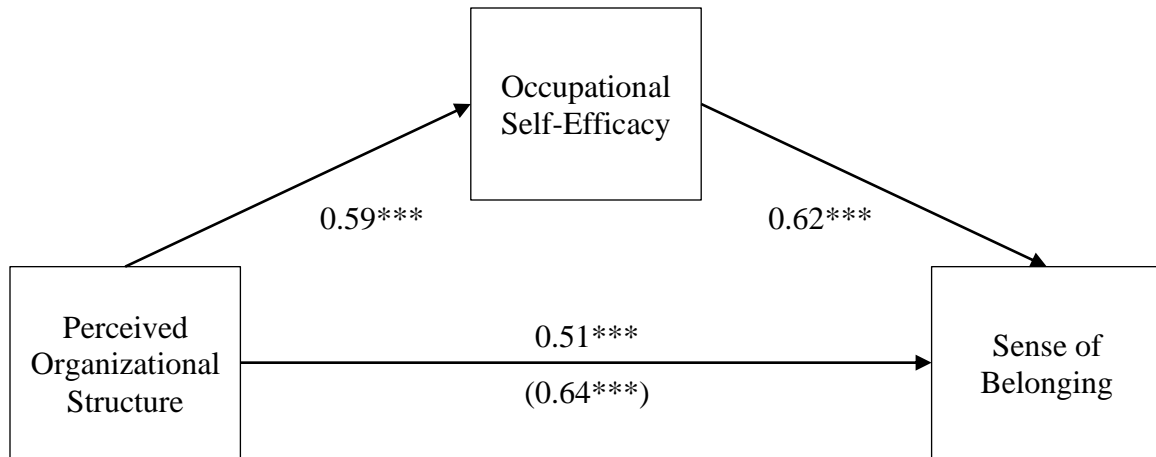 Occupational
Self-Efficacy
0.59***
0.62***
Perceived
Organizational
Structure
0.51***
(0.64***)
Sense of
Belonging